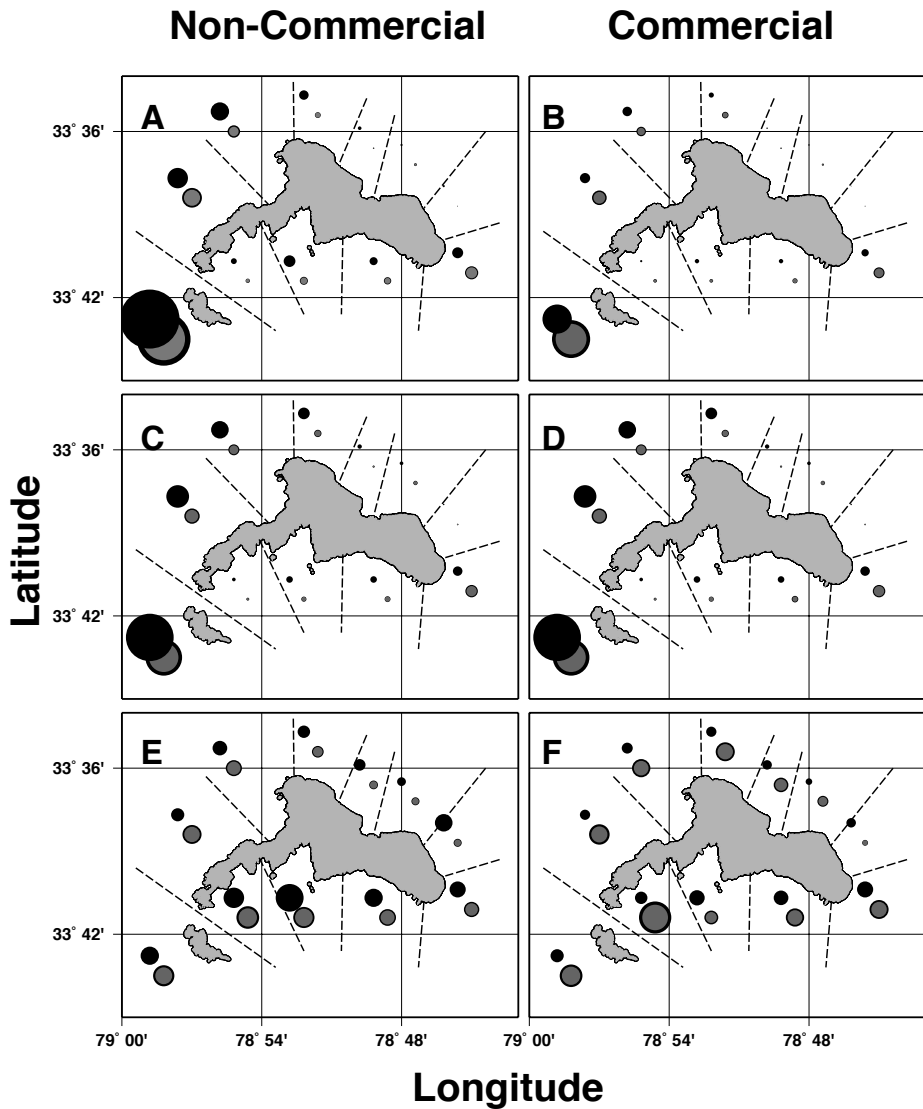 Non-Commercial Commercial
A B
33° 36'
33° 42'
C D
33° 36'
Latitude
33° 42'
E F
33° 36'
33° 42'
79° 00' 78° 54' 78° 48' 79° 00' 78° 54' 78° 48'
Longitude